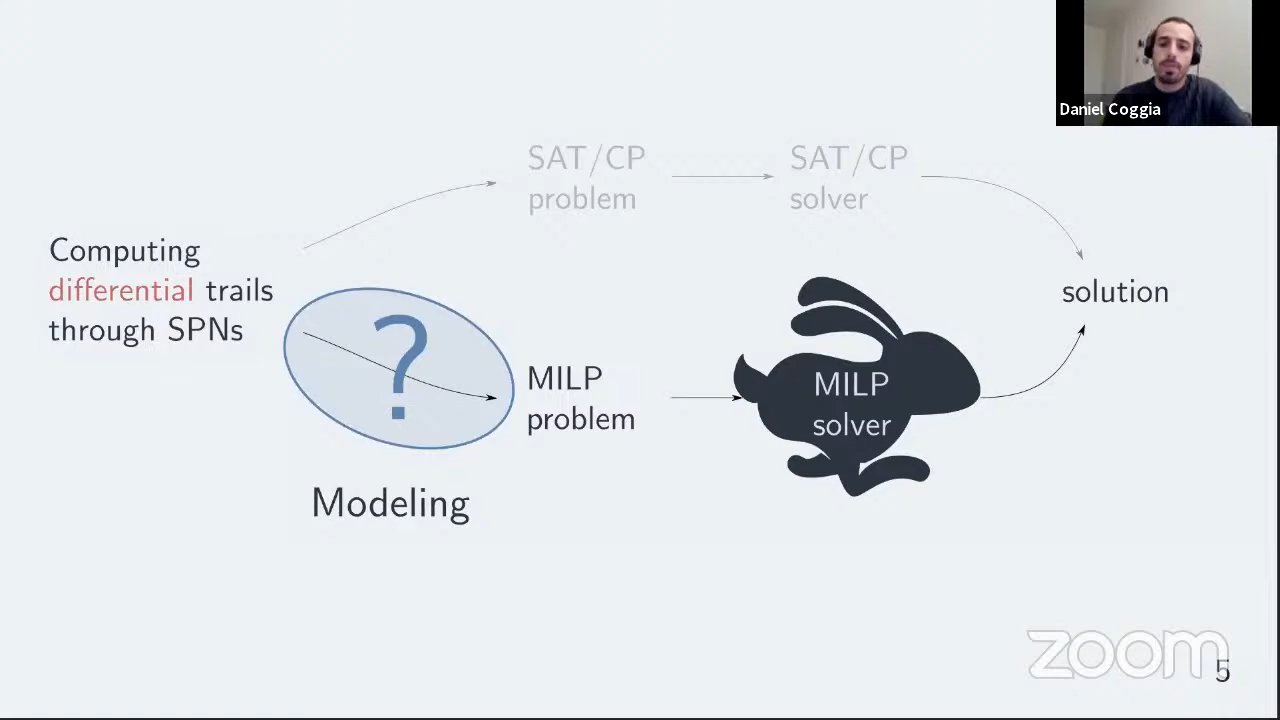 Daniel Coggia
SAT/CP
problem
SAT/CP
solver
Computing
differential trails
through SPNs
?
MILP
problem
MILP
solver
solution
Modeling
zoom
5